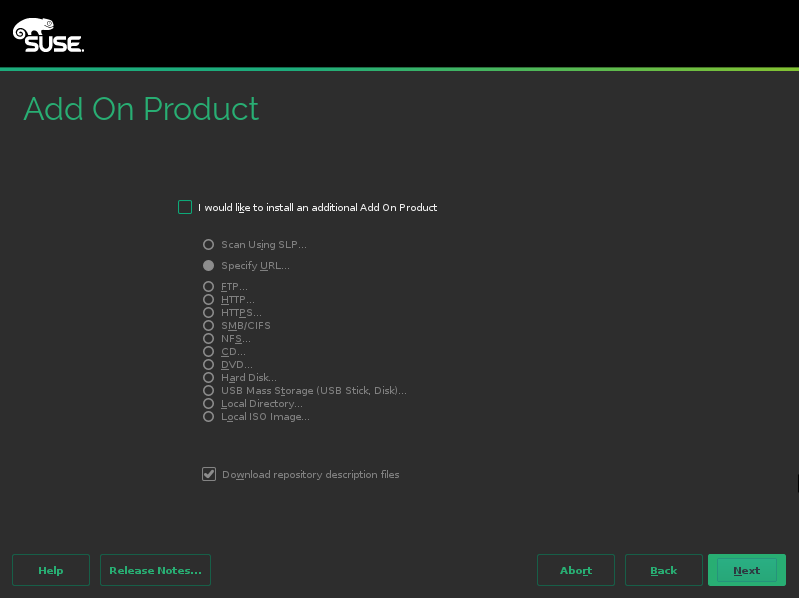 SUSE.
Add On Product
I would like to install an additional Add On Product
Scan Using SLP...
Specify URL...
FTP...
HTTP...
HTTPS...
SMB/CIFS
NFS...
CD...
DVD...
Hard Disk...
USB Mass Storage (USB Stick, Disk)...
Local Directory...
Local ISO Image...
Download repository description files
Help Release Notes... Abort Back Next